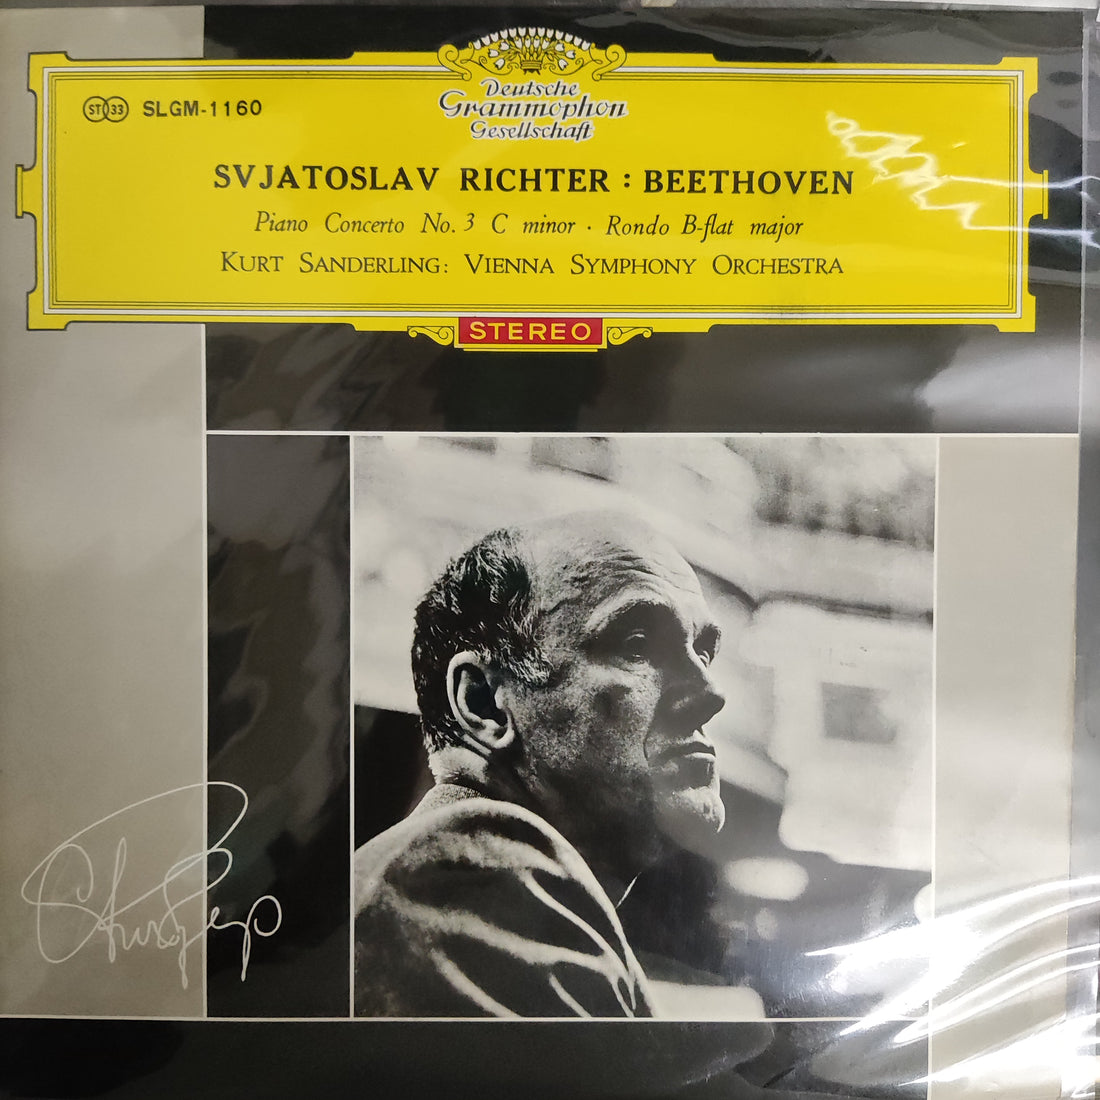 Deutsche
Grammophon
Gesellschaft
ST 33 SLGM-1160
SVJATOSLAV RICHTER : BEETHOVEN
Piano Concerto No. 3 C minor · Rondo B-flat major
KURT SANDERLING: VIENNA SYMPHONY ORCHESTRA
STEREO